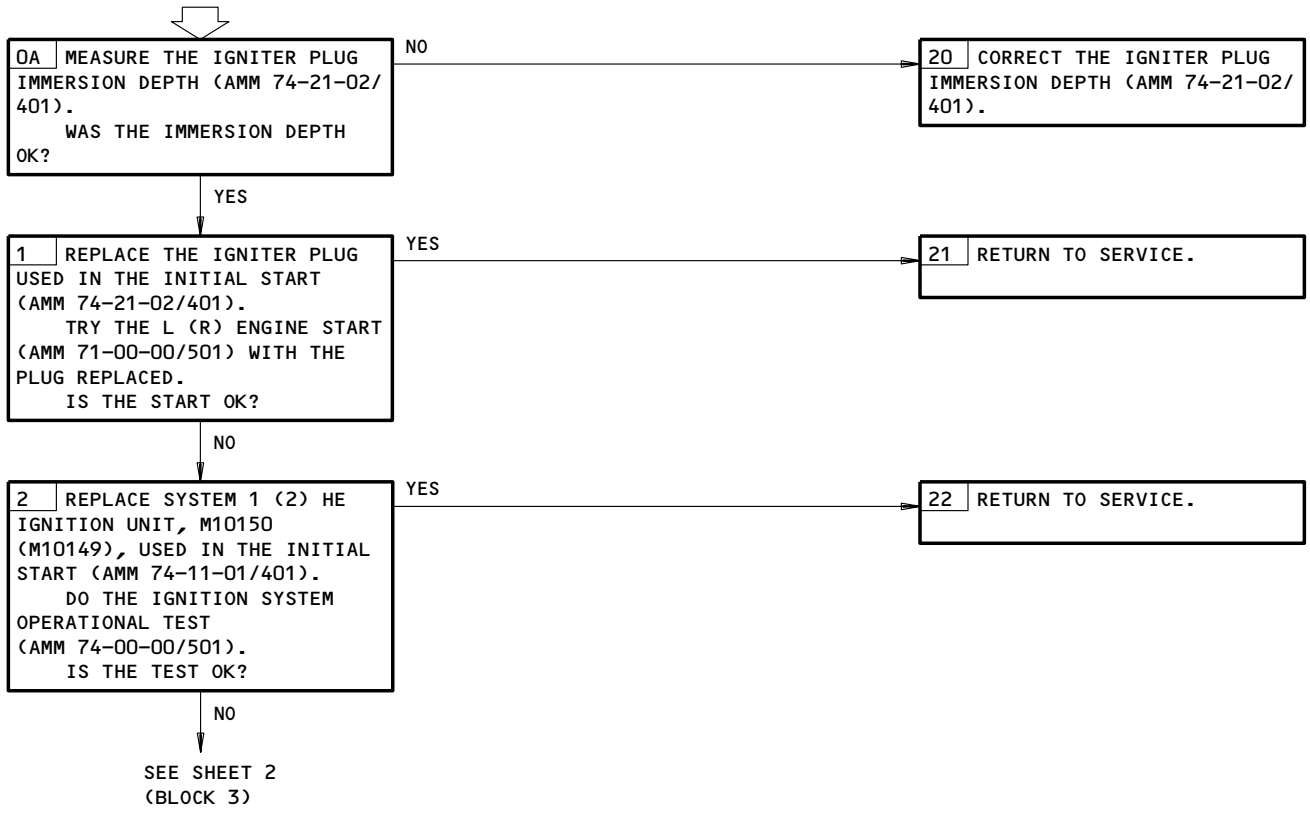 0A MEASURE THE IGNITER PLUG
IMMERSION DEPTH (AMM 74-21-02/
401).
WAS THE IMMERSION DEPTH
OK?
NO
20 CORRECT THE IGNITER PLUG
IMMERSION DEPTH (AMM 74-21-02/
401).
YES
1 REPLACE THE IGNITER PLUG
USED IN THE INITIAL START
(AMM 74-21-02/401).
TRY THE L (R) ENGINE START
(AMM 71-00-00/501) WITH THE
PLUG REPLACED.
IS THE START OK?
YES
21 RETURN TO SERVICE.
NO
2 REPLACE SYSTEM 1 (2) HE
IGNITION UNIT, M10150
(M10149), USED IN THE INITIAL
START (AMM 74-11-01/401).
DO THE IGNITION SYSTEM
OPERATIONAL TEST
(AMM 74-00-00/501).
IS THE TEST OK?
YES
22 RETURN TO SERVICE.
NO
SEE SHEET 2
(BLOCK 3)